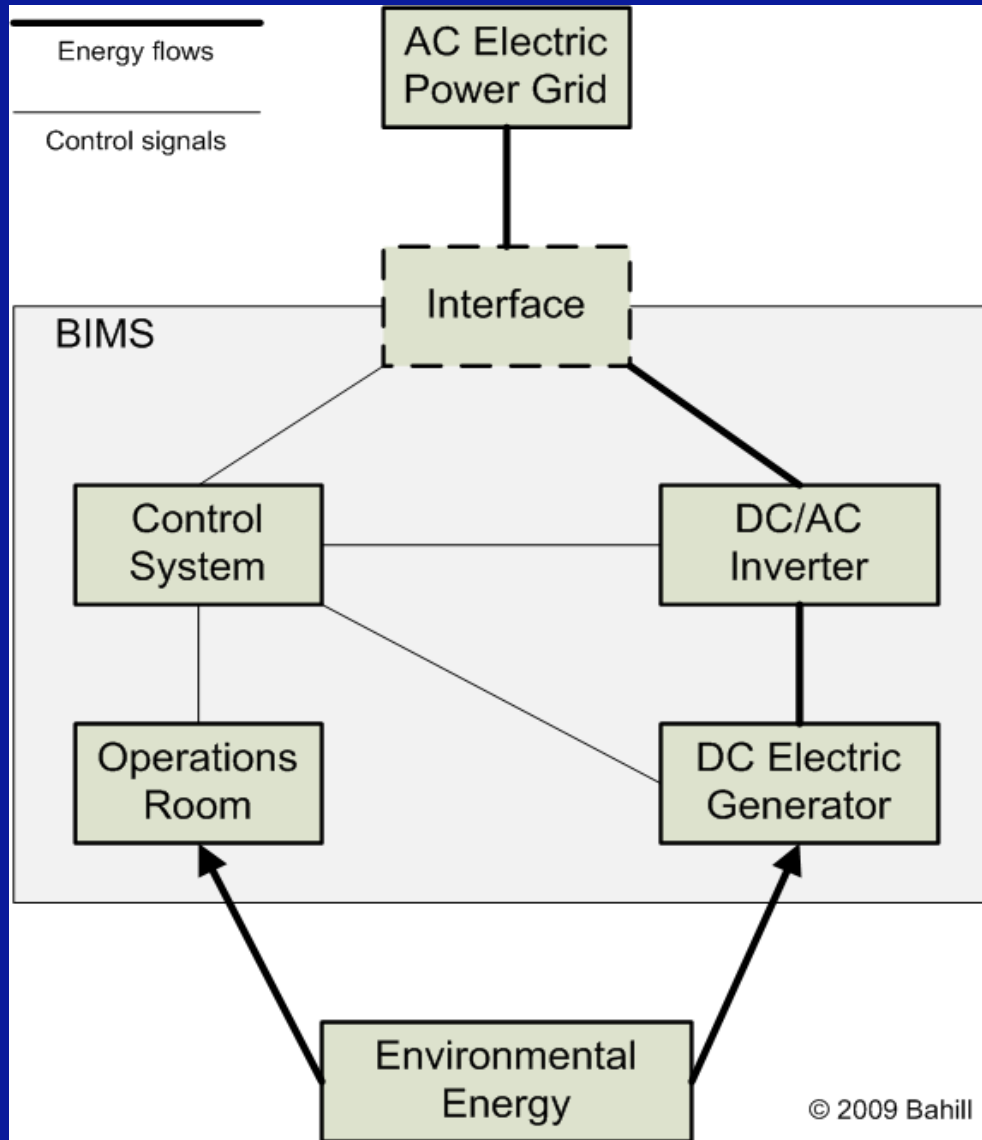 Energy flows
Control signals
AC Electric
Power Grid
Interface
BIMS
Control
System
DC/AC
Inverter
Operations
Room
DC Electric
Generator
Environmental
Energy
© 2009 Bahill